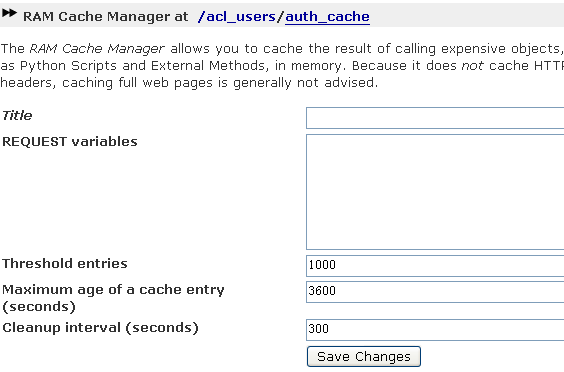 RAM Cache Manager at /acl_users/auth_cache
The RAM Cache Manager allows you to cache the result of calling expensive objects,
as Python Scripts and External Methods, in memory. Because it does not cache HTTP
headers, caching full web pages is generally not advised.
Title
REQUEST variables
Threshold entries 1000
Maximum age of a cache entry
(seconds) 3600
Cleanup interval (seconds) 300
Save Changes